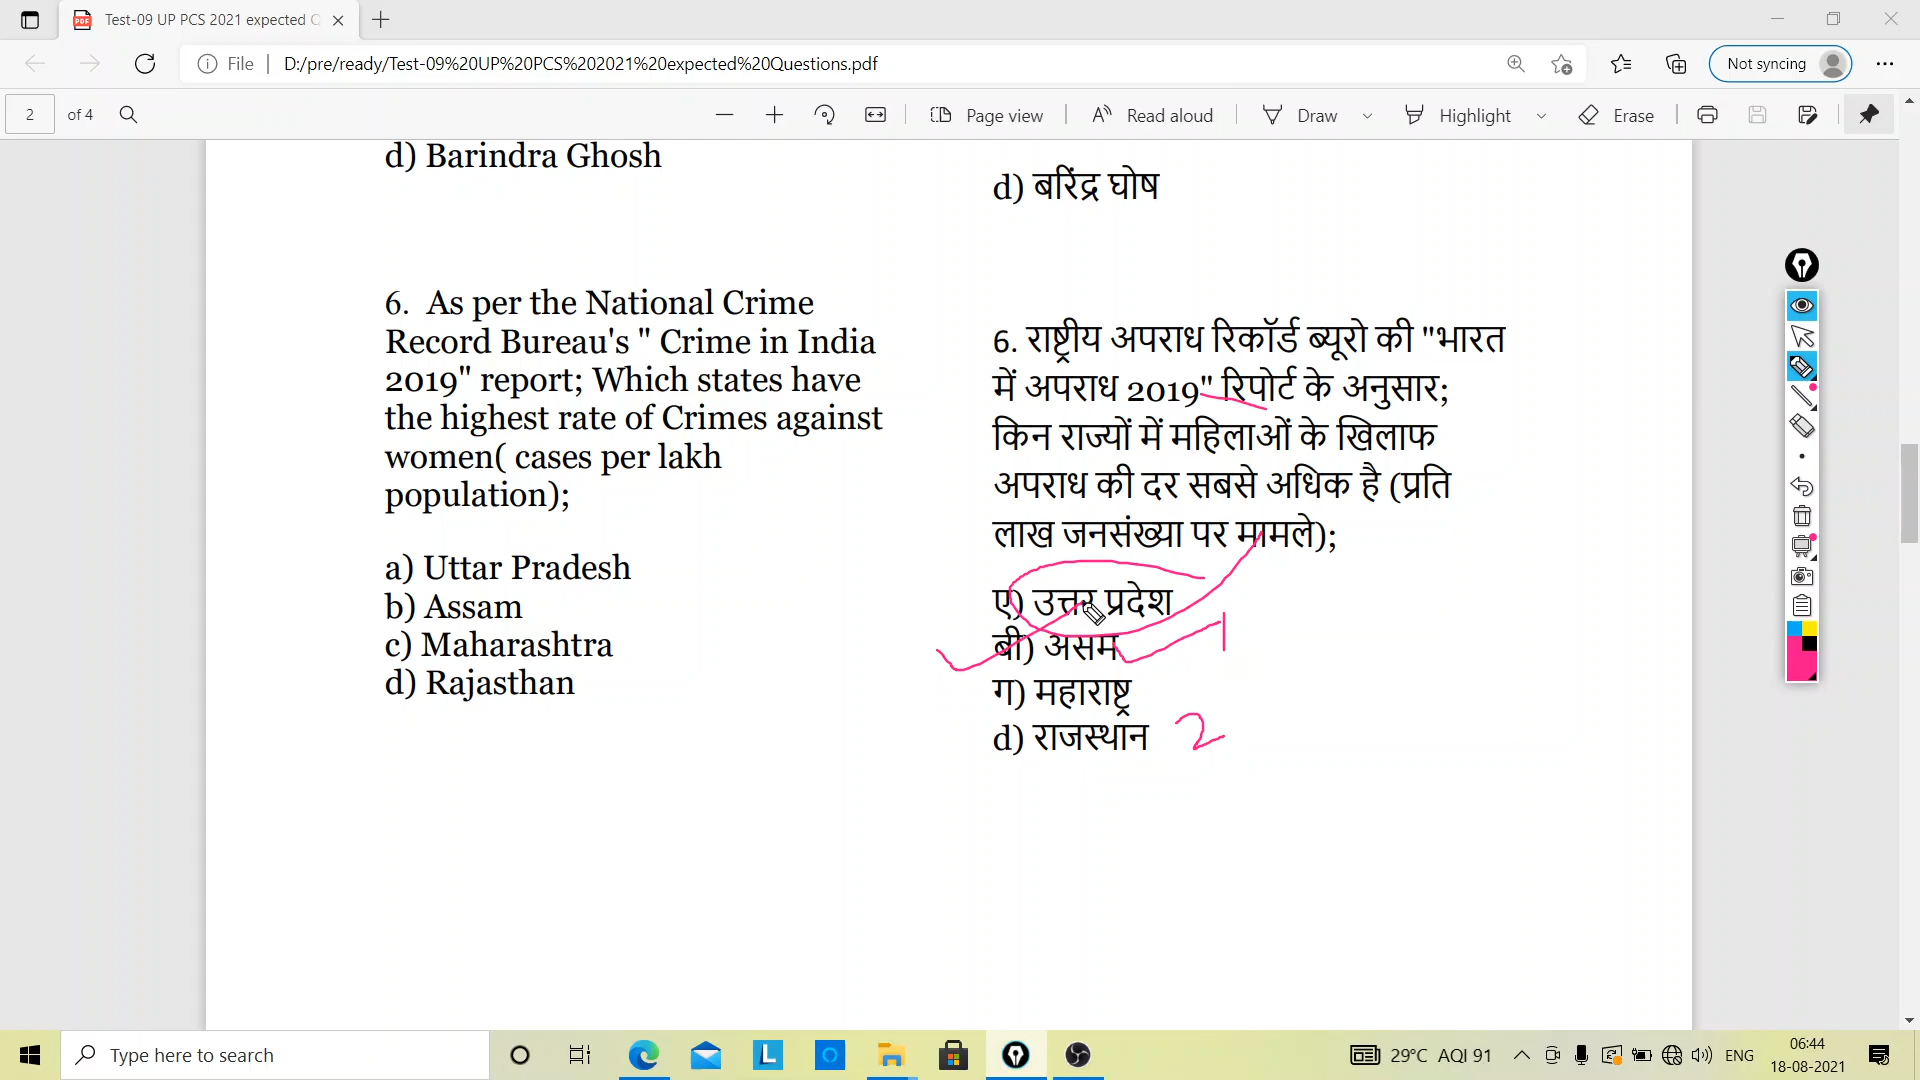 Test-09 UP PCS 2021 expected
File
D:/pre/ready/Test-09%20UP%20PCS%202021%20expected%20Questions.pdf
Not syncing
2 of 4
Page view
Read aloud
Draw
Highlight
Erase
d) Barindra Ghosh
6. As per the National Crime
Record Bureau's " Crime in India
2019" report; Which states have
the highest rate of Crimes against
women( cases per lakh
population);
a) Uttar Pradesh
b) Assam
c) Maharashtra
d) Rajasthan
d) बरिंद्र घोष
6. राष्ट्रीय अपराध रिकॉर्ड ब्यूरो की "भारत
में अपराध 2019" रिपोर्ट के अनुसार;
किन राज्यों में महिलाओं के खिलाफ
अपराध की दर सबसे अधिक है (प्रति
लाख जनसंख्या पर मामले);
ए) उत्तर प्रदेश
बी) असम 1
ग) महाराष्ट्र
d) राजस्थान 2
Type here to search
29°C AQI 91
ENG
06:44
18-08-2021